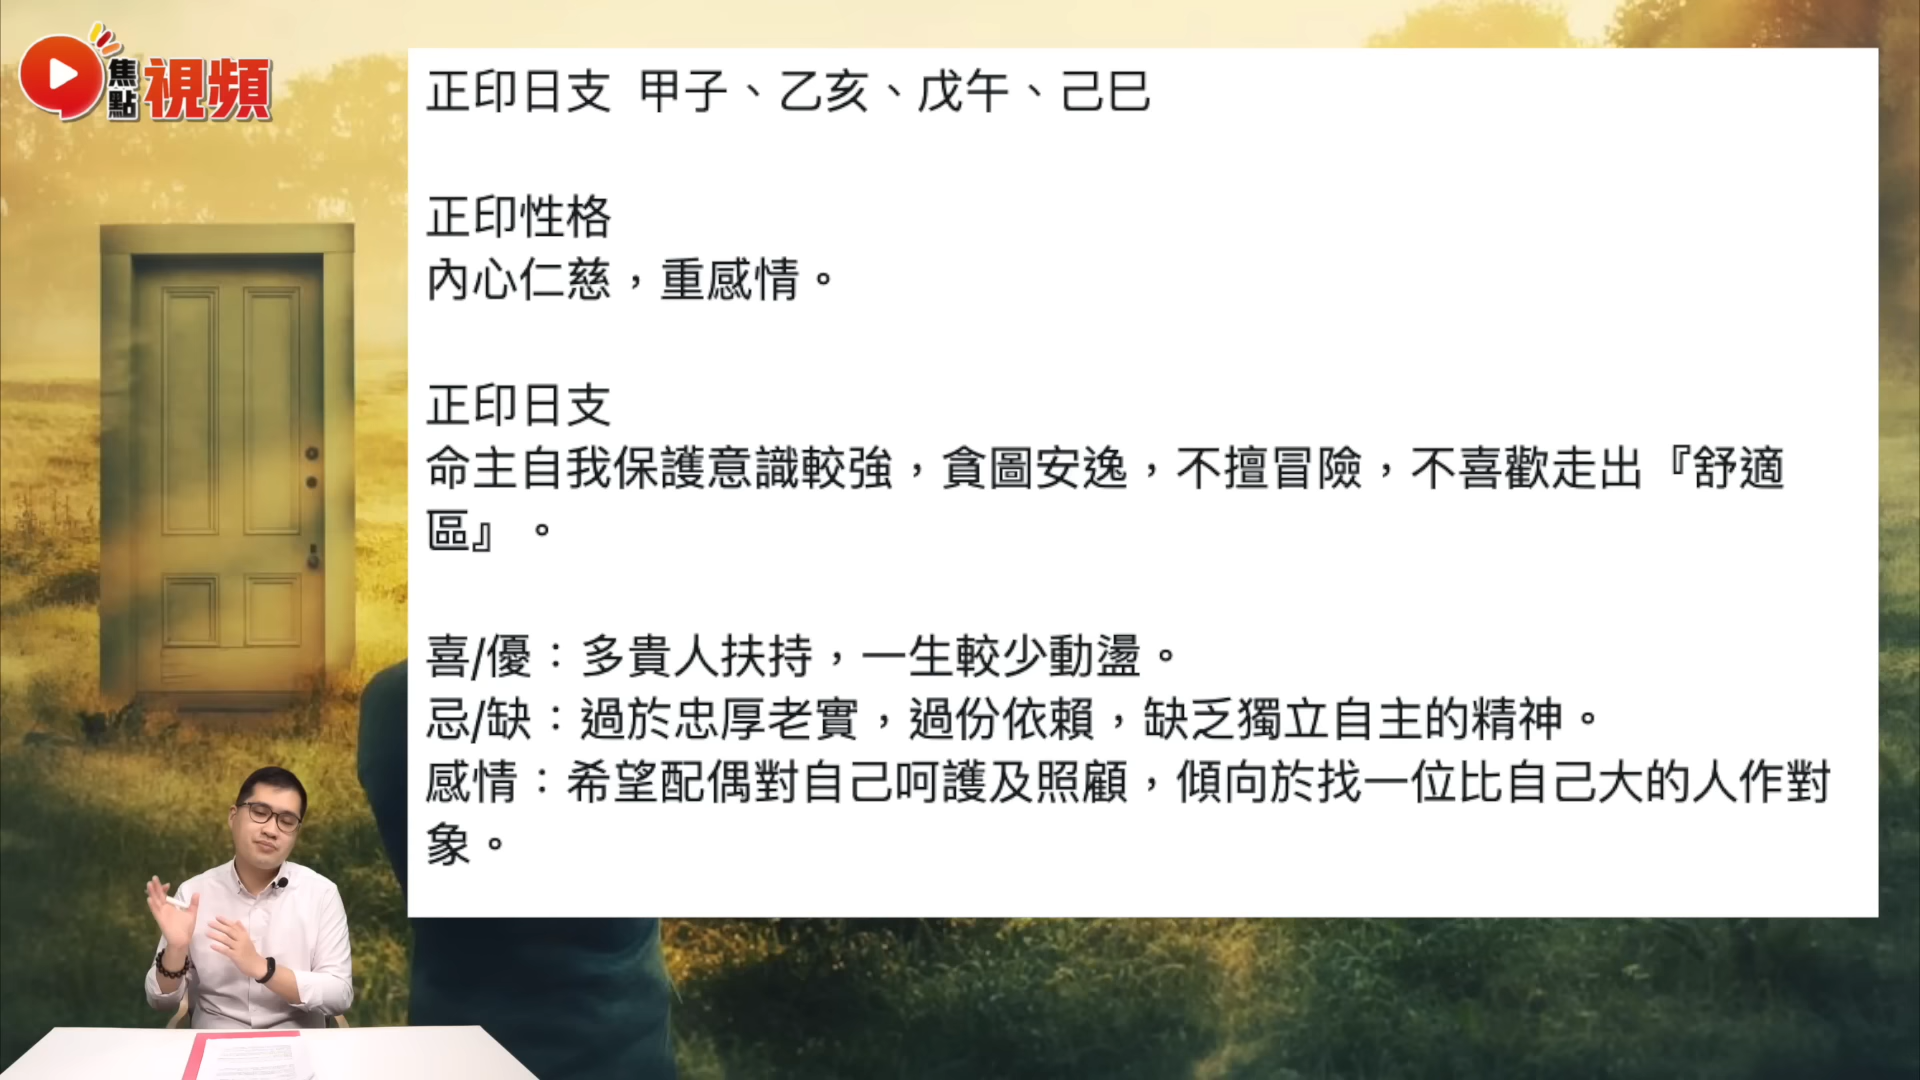 焦點視頻
正印日支 甲子、乙亥、戊午、己巳
正印性格
內心仁慈，重感情。
正印日支
命主自我保護意識較強，貪圖安逸，不擅冒險，不喜歡走出『舒適
區』。
喜/優：多貴人扶持，一生較少動盪。
忌/缺：過於忠厚老實，過份依賴，缺乏獨立自主的精神。
感情：希望配偶對自己呵護及照顧，傾向於找一位比自己大的人作對
象。